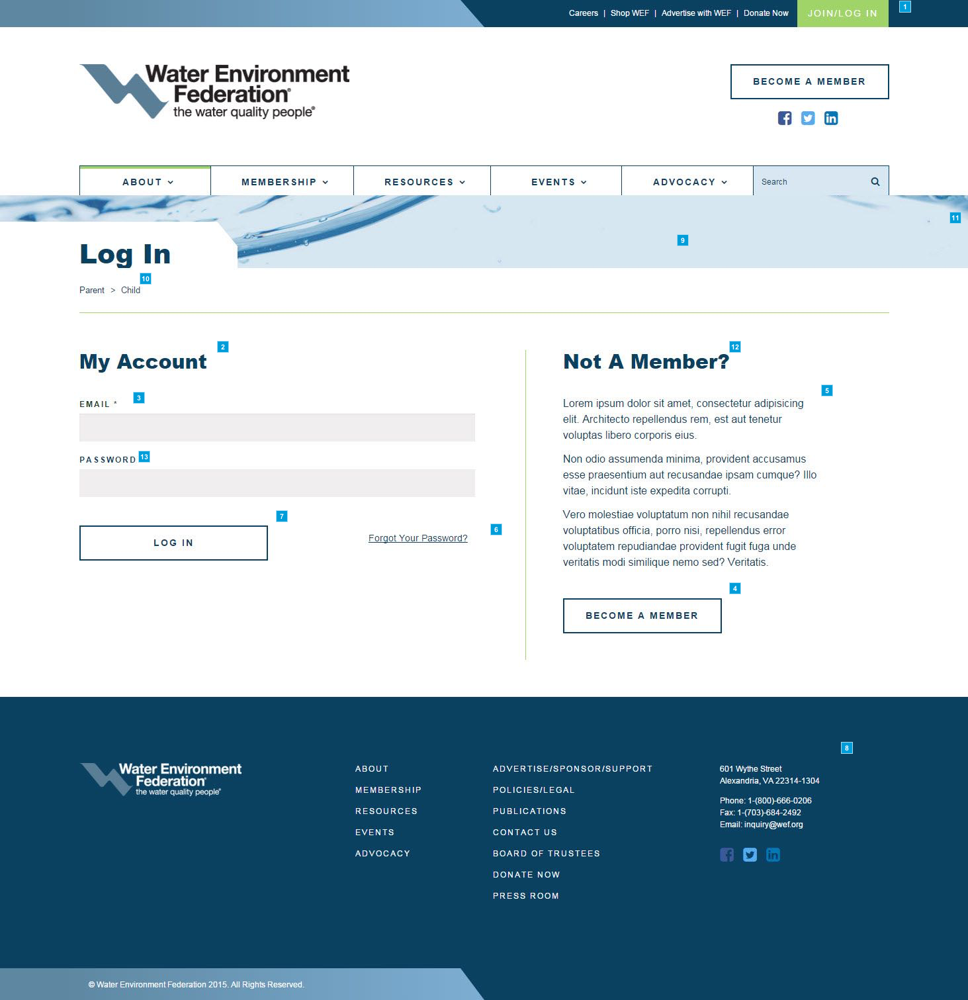 Careers | Shop WEF | Advertise with WEF | Donate Now JOIN/LOG IN 1
Water Environment
Federation®
the water quality people®
BECOME A MEMBER
ABOUT MEMBERSHIP RESOURCES EVENTS ADVOCACY Search
11
9
Log In
10
Parent > Child
My Account 2
EMAIL * 3
PASSWORD 13
7
LOG IN
Forgot Your Password? 6
Not A Member? 12
5
Lorem ipsum dolor sit amet, consectetur adipisicing
elit. Architecto repellendus rem, est aut tenetur
voluptas libero corporis eius.
Non odio assumenda minima, provident accusamus
esse praesentium aut recusandae ipsam cumque? Illo
vitae, incidunt iste expedita corrupti.
Vero molestiae voluptatum non nihil recusandae
voluptatibus officia, porro nisi, repellendus error
voluptatem repudiandae provident fugit fuga unde
veritatis modi similique nemo sed? Veritatis.
4
BECOME A MEMBER
8
Water Environment
Federation®
the water quality people®
ABOUT
MEMBERSHIP
RESOURCES
EVENTS
ADVOCACY
ADVERTISE/SPONSOR/SUPPORT
POLICIES/LEGAL
PUBLICATIONS
CONTACT US
BOARD OF TRUSTEES
DONATE NOW
PRESS ROOM
601 Wythe Street
Alexandria, VA 22314-1304
Phone: 1-(800)-666-0206
Fax: 1-(703)-684-2492
Email: inquiry@wef.org
© Water Environment Federation 2015. All Rights Reserved.